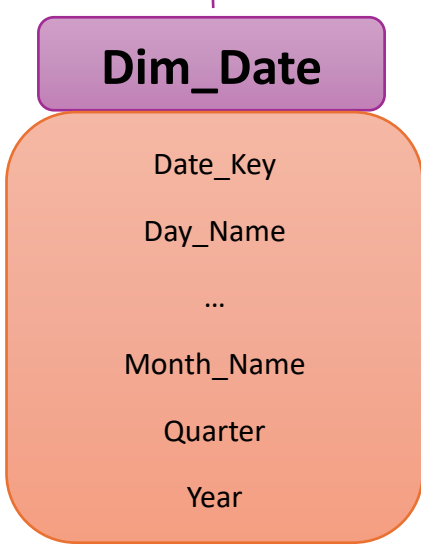 Dim_Date
Date_Key
Day_Name
...
Month_Name
Quarter
Year